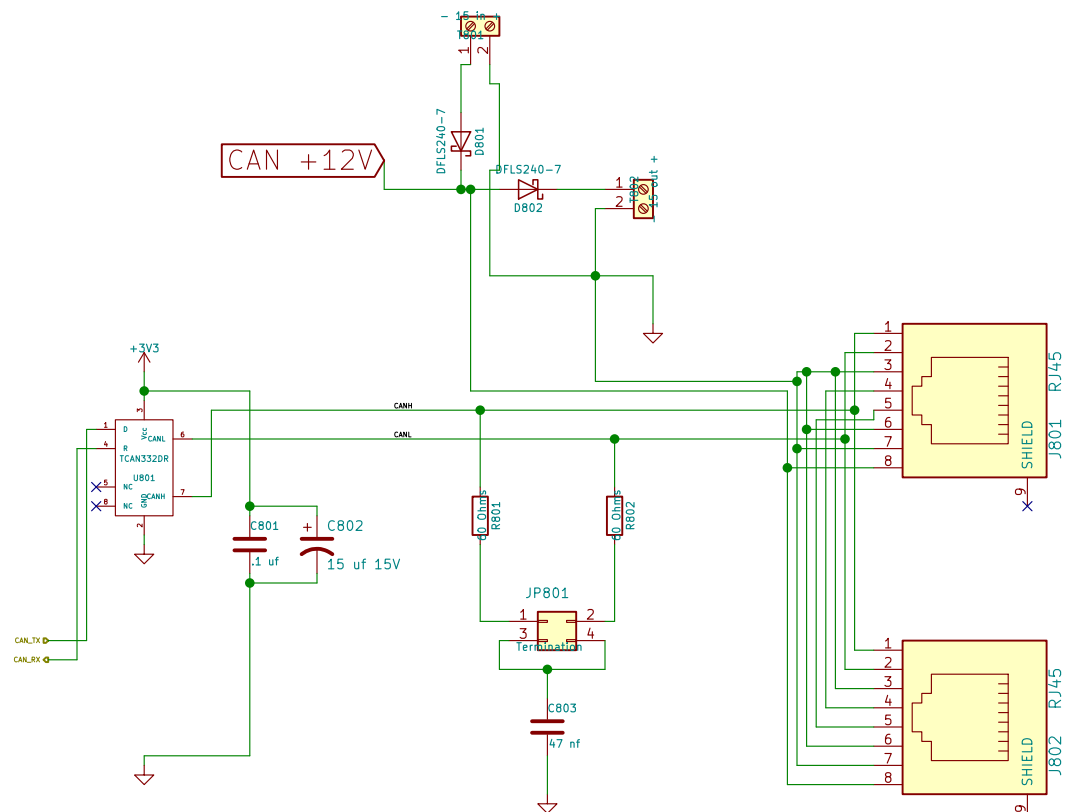 - 15 in +
T801
1
2
DFLS240-7
D801
CAN +12V
DFLS240-7
D802
1
2
T802
- 15 out +
+3V3
3
Vcc
1
D
4
R
CANL
6
TCAN332DR
U801
5
NC
8
NC
CANH
7
GND
2
CANH
CANL
C801
.1 uf
+
C802
15 uf 15V
60 Ohms
R801
60 Ohms
R802
JP801
1
2
3
4
Termination
C803
47 nf
CAN_TX
CAN_RX
1
2
3
4
5
6
7
8
SHIELD
9
RJ45
J801
1
2
3
4
5
6
7
8
SHIELD
9
RJ45
J802